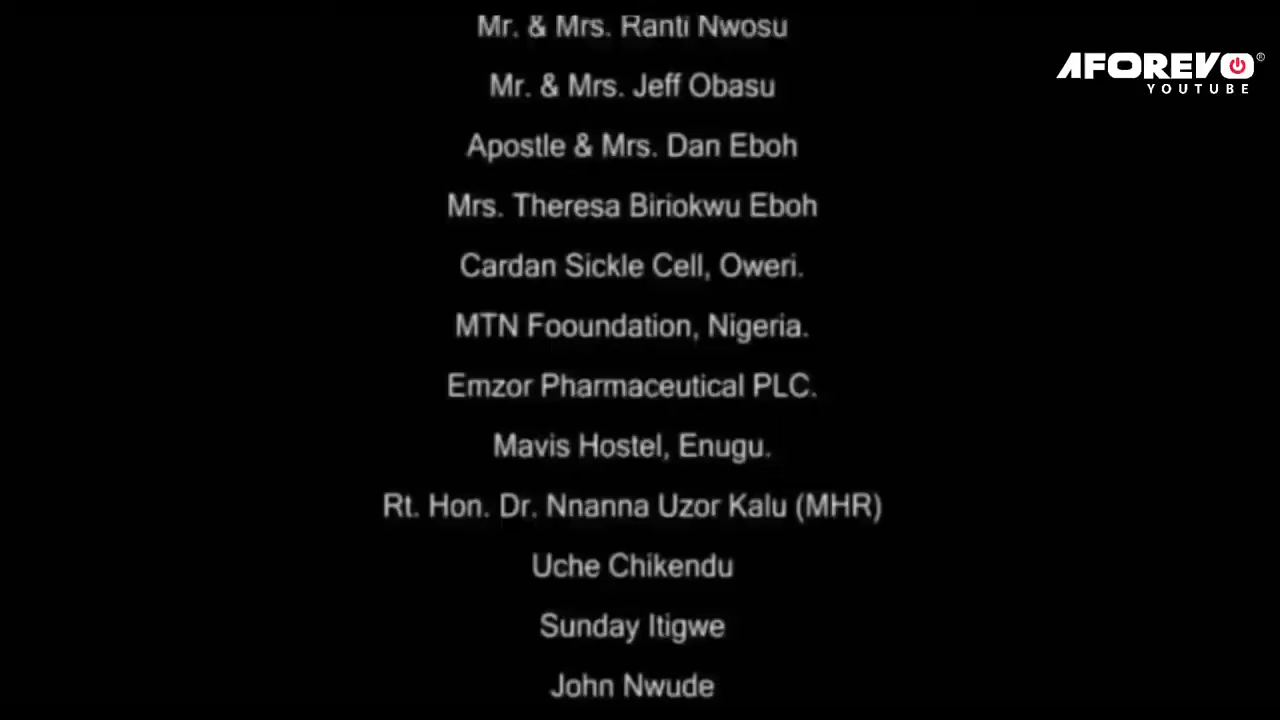 Mr. & Mrs. Ranti Nwosu
AFOREVO®
YOUTUBE
Mr. & Mrs. Jeff Obasu
Apostle & Mrs. Dan Eboh
Mrs. Theresa Biriokwu Eboh
Cardan Sickle Cell, Oweri.
MTN Fooundation, Nigeria.
Emzor Pharmaceutical PLC.
Mavis Hostel, Enugu.
Rt. Hon. Dr. Nnanna Uzor Kalu (MHR)
Uche Chikendu
Sunday Itigwe
John Nwude